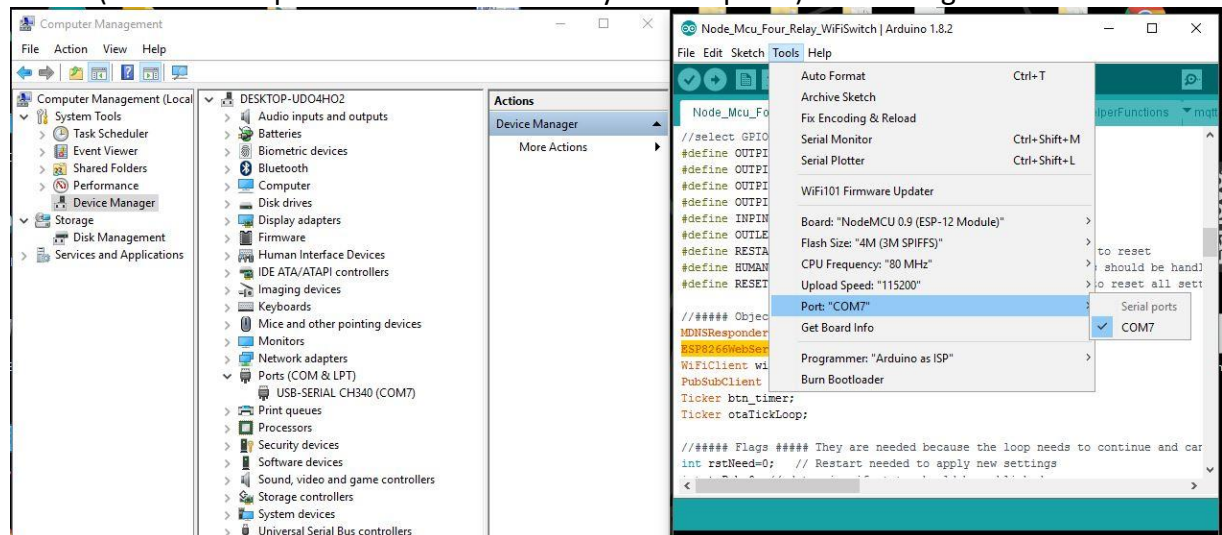 Computer Management
File Action View Help
Computer Management (Local
System Tools
Task Scheduler
Event Viewer
Shared Folders
Performance
Device Manager
Storage
Disk Management
Services and Applications
DESKTOP-UDO4HO2
Audio inputs and outputs
Batteries
Biometric devices
Bluetooth
Computer
Disk drives
Display adapters
Firmware
Human Interface Devices
IDE ATA/ATAPI controllers
Imaging devices
Keyboards
Mice and other pointing devices
Monitors
Network adapters
Ports (COM & LPT)
USB-SERIAL CH340 (COM7)
Print queues
Processors
Security devices
Software devices
Sound, video and game controllers
Storage controllers
System devices
Universal Serial Bus controllers
Actions
Device Manager
More Actions
Node_Mcu_Four_Relay_WiFiSwitch | Arduino 1.8.2
File Edit Sketch Tools Help
Node_Mcu_Fo
lperFunctions
mqtt
Auto Format Ctrl+T
Archive Sketch
Fix Encoding & Reload
Serial Monitor Ctrl+Shift+M
Serial Plotter Ctrl+Shift+L
WiFi101 Firmware Updater
Board: "NodeMCU 0.9 (ESP-12 Module)"
Flash Size: "4M (3M SPIFFS)"
CPU Frequency: "80 MHz"
Upload Speed: "115200"
Port: "COM7"
Get Board Info
Programmer: "Arduino as ISP"
Burn Bootloader
Serial ports
COM7
//select GPIO
#define OUTPI
#define OUTPI
#define OUTPI
#define OUTPI
#define INPIN
#define OUTLE
#define RESTA to reset
#define HUMAN should be handl
#define RESET to reset all sett
//##### Objec
MDNSResponder
ESP8266WebSer
WiFiClient wi
PubSubClient
Ticker btn_timer;
Ticker otaTickLoop;
//##### Flags ##### They are needed because the loop needs to continue and car
int rstNeed=0; // Restart needed to apply new settings